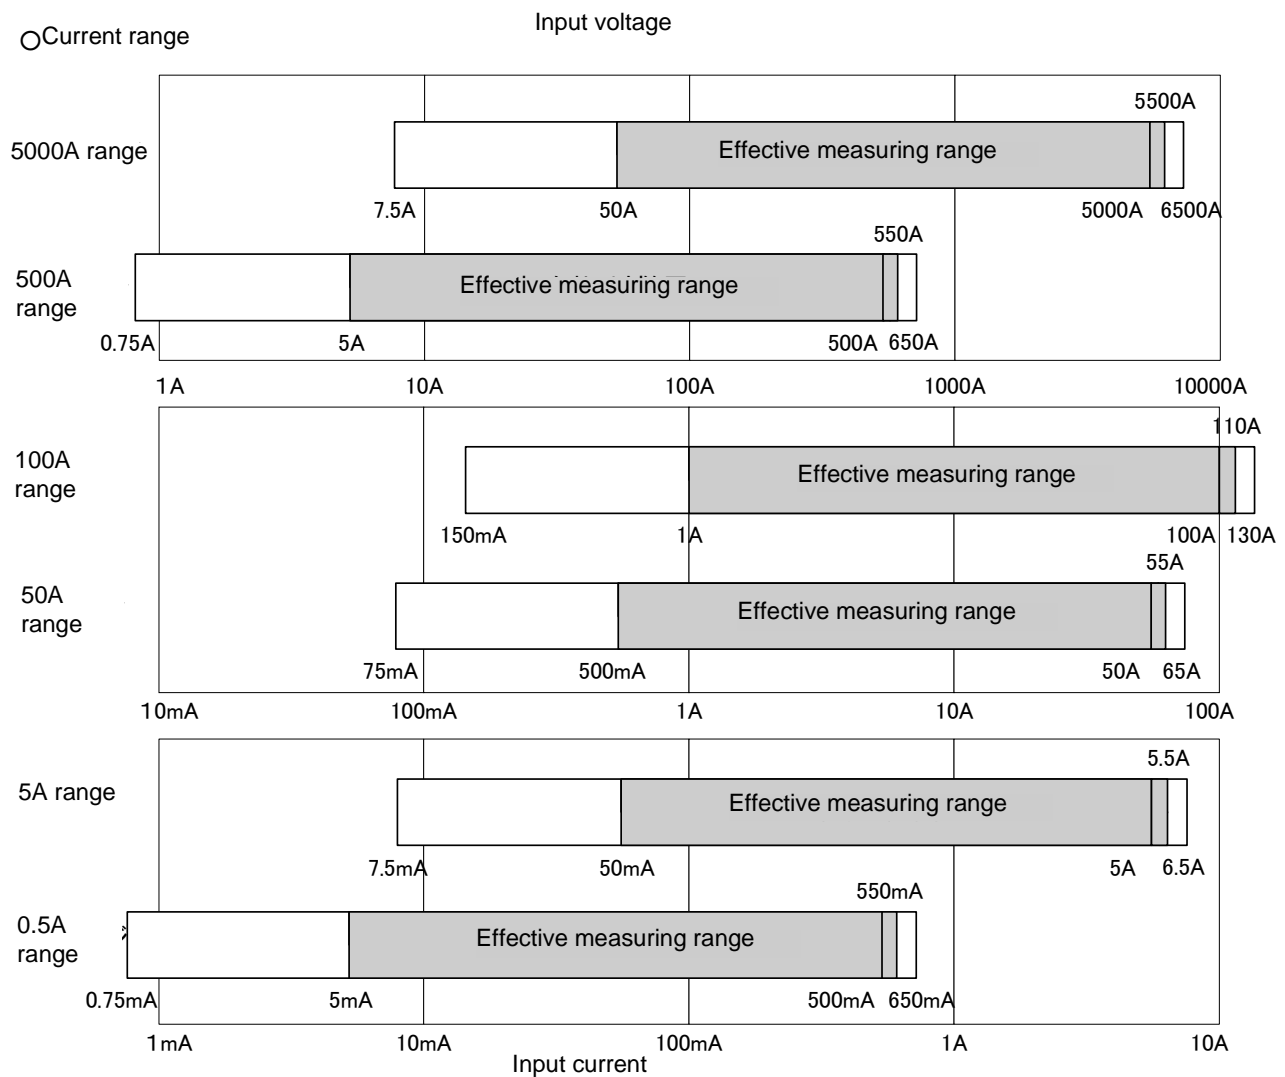 Input voltage
○Current range
5500A
5000A range
Effective measuring range
7.5A 50A 5000A 6500A
550A
500A
range
Effective measuring range
0.75A 5A 500A 650A
1A 10A 100A 1000A 10000A
110A
100A
range
Effective measuring range
150mA 1A 100A 130A
55A
50A
range
Effective measuring range
75mA 500mA 50A 65A
10mA 100mA 1A 10A 100A
5.5A
5A range
Effective measuring range
7.5mA 50mA 5A 6.5A
550mA
0.5A
range
Effective measuring range
0.75mA 5mA 500mA 650mA
1mA 10mA 100mA 1A 10A
Input current